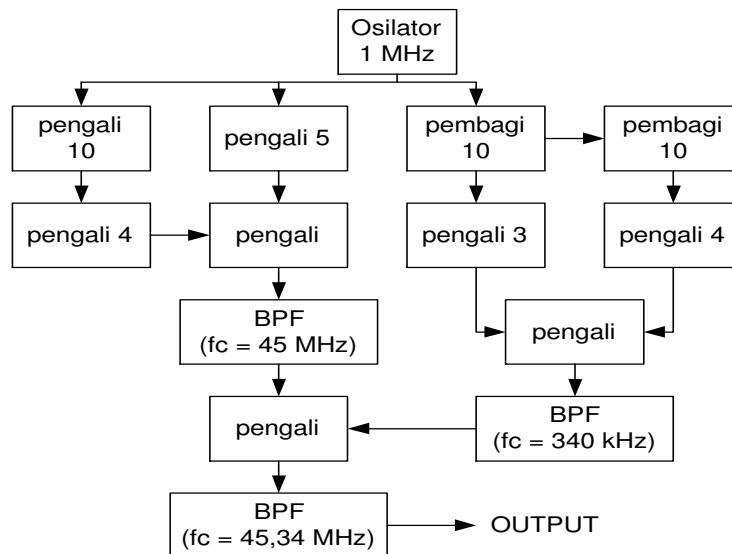 Osilator
1 MHz
pengali
10
pengali 5
pembagi
10
pembagi
10
pengali 4
pengali
pengali 3
pengali 4
BPF
(fc = 45 MHz)
pengali
pengali
BPF
(fc = 340 kHz)
BPF
(fc = 45,34 MHz)
OUTPUT